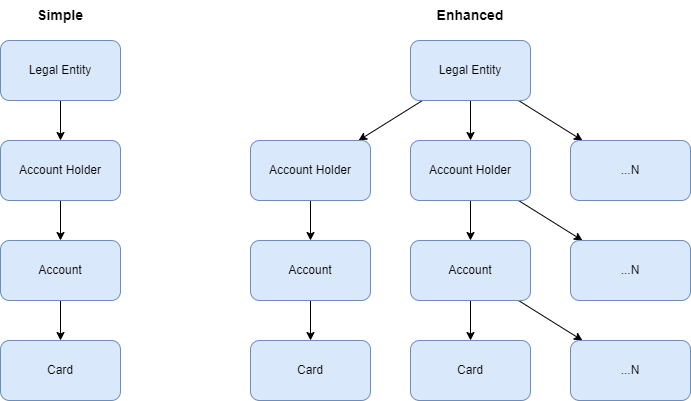 Simple
Enhanced
Legal Entity
Legal Entity
Account Holder
Account Holder
Account Holder
...N
Account
Account
Account
...N
Card
Card
Card
...N